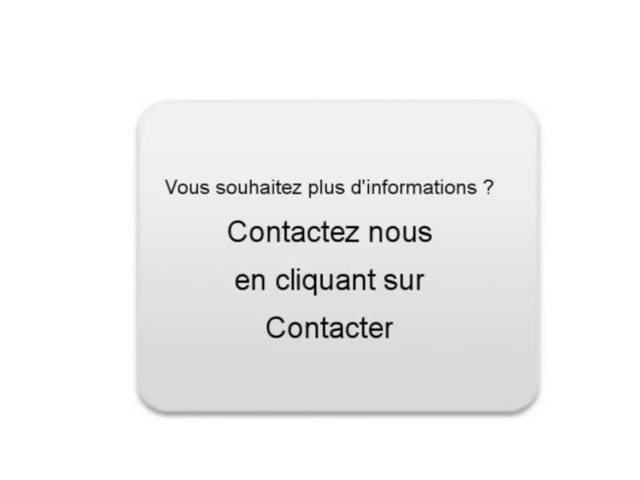 Vous souhaitez plus d'informations ?
Contactez nous
en cliquant sur
Contacter